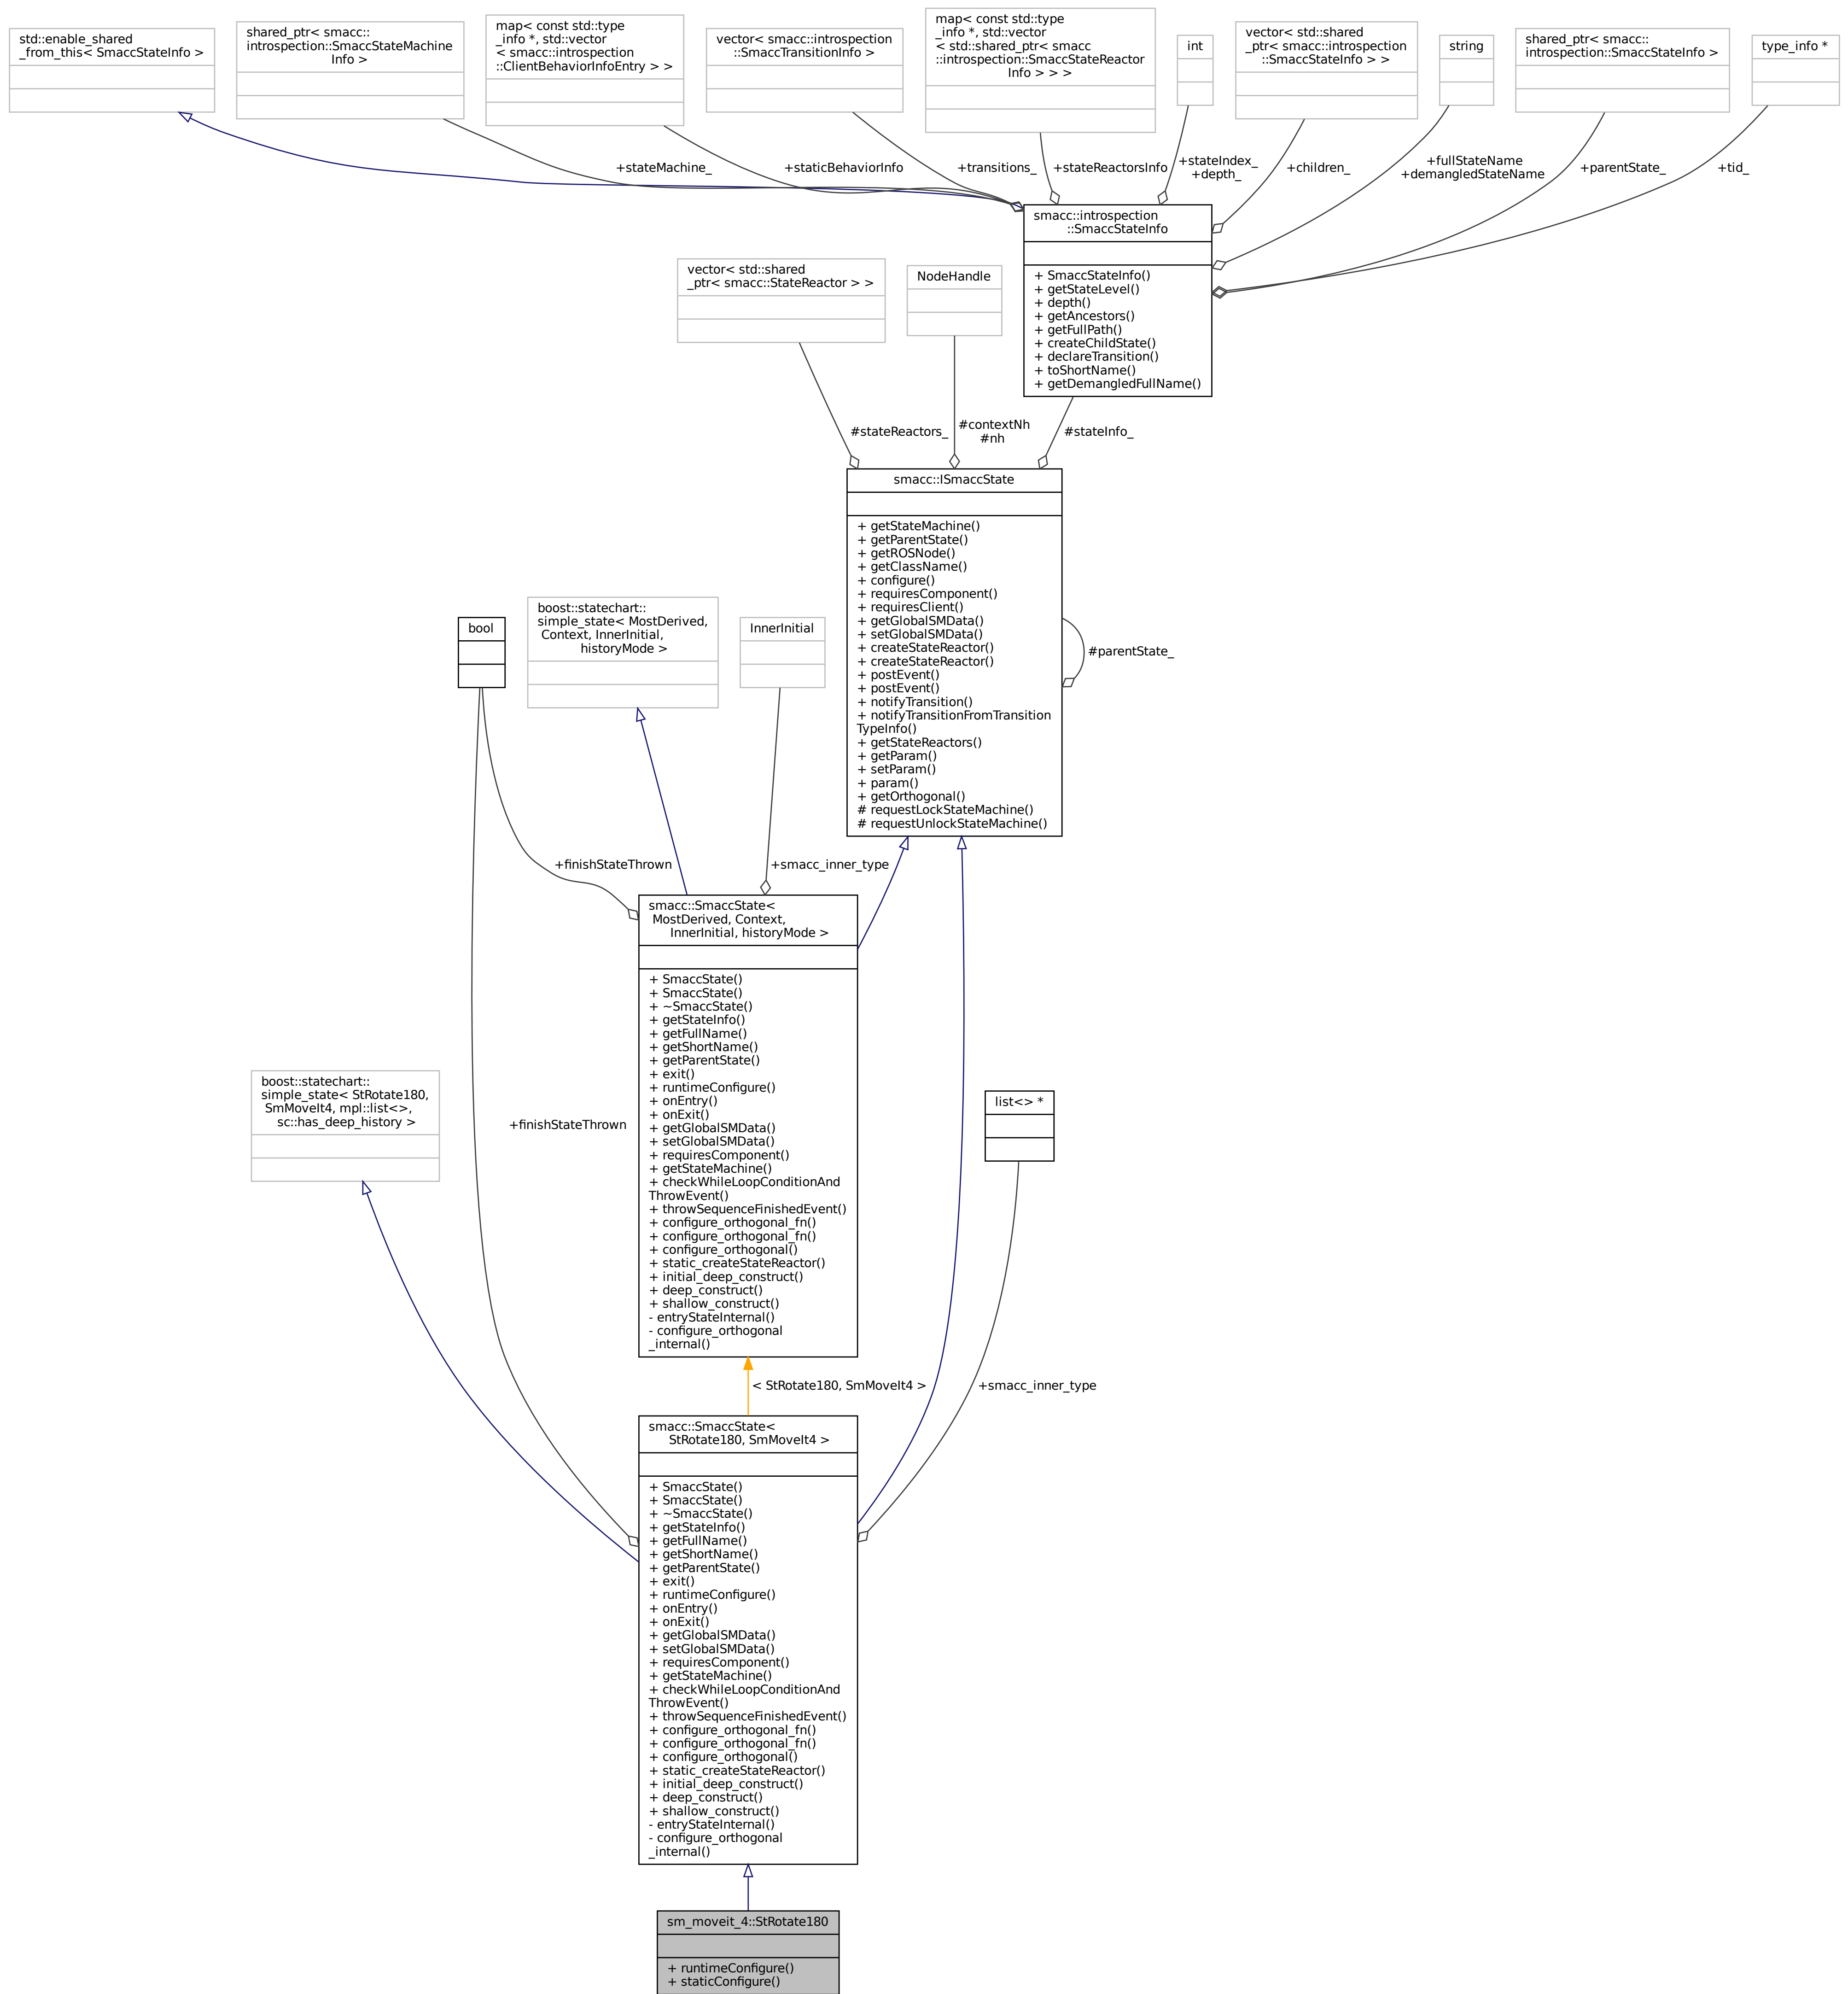 std::enable_shared
_from_this< SmaccStateInfo >
shared_ptr< smacc::
introspection::SmaccStateMachine
Info >
map< const std::type
_info *, std::vector
< smacc::introspection
::ClientBehaviorInfoEntry > >
vector< smacc::introspection
::SmaccTransitionInfo >
map< const std::type
_info *, std::vector
< std::shared_ptr< smacc
::introspection::SmaccStateReactor
Info > > >
int
vector< std::shared
_ptr< smacc::introspection
::SmaccStateInfo > >
string
shared_ptr< smacc::
introspection::SmaccStateInfo >
type_info *
+stateMachine_
+staticBehaviorInfo
+transitions_
+stateReactorsInfo
+stateIndex_
+depth_
+children_
+fullStateName
+demangledStateName
+parentState_
+tid_
smacc::introspection
::SmaccStateInfo
+ SmaccStateInfo()
+ getStateLevel()
+ depth()
+ getAncestors()
+ getFullPath()
+ createChildState()
+ declareTransition()
+ toShortName()
+ getDemangledFullName()
vector< std::shared
_ptr< smacc::StateReactor > >
NodeHandle
#stateReactors_
#contextNh
#nh
#stateInfo_
smacc::ISmaccState
+ getStateMachine()
+ getParentState()
+ getROSNode()
+ getClassName()
+ configure()
+ requiresComponent()
+ requiresClient()
+ getGlobalSMData()
+ setGlobalSMData()
+ createStateReactor()
+ createStateReactor()
+ postEvent()
+ postEvent()
+ notifyTransition()
+ notifyTransitionFromTransition
TypeInfo()
+ getStateReactors()
+ getParam()
+ setParam()
+ param()
+ getOrthogonal()
# requestLockStateMachine()
# requestUnlockStateMachine()
#parentState_
bool
boost::statechart::
simple_state< MostDerived,
Context, InnerInitial,
historyMode >
InnerInitial
+finishStateThrown
+smacc_inner_type
smacc::SmaccState<
MostDerived, Context,
InnerInitial, historyMode >
+ SmaccState()
+ SmaccState()
+ ~SmaccState()
+ getStateInfo()
+ getFullName()
+ getShortName()
+ getParentState()
+ exit()
+ runtimeConfigure()
+ onEntry()
+ onExit()
+ getGlobalSMData()
+ setGlobalSMData()
+ requiresComponent()
+ getStateMachine()
+ checkWhileLoopConditionAnd
ThrowEvent()
+ throwSequenceFinishedEvent()
+ configure_orthogonal_fn()
+ configure_orthogonal_fn()
+ configure_orthogonal()
+ static_createStateReactor()
+ initial_deep_construct()
+ deep_construct()
+ shallow_construct()
- entryStateInternal()
- configure_orthogonal
_internal()
boost::statechart::
simple_state< StRotate180,
SmMoveIt4, mpl::list<>,
sc::has_deep_history >
+finishStateThrown
list<> *
< StRotate180, SmMoveIt4 >
+smacc_inner_type
smacc::SmaccState<
StRotate180, SmMoveIt4 >
+ SmaccState()
+ SmaccState()
+ ~SmaccState()
+ getStateInfo()
+ getFullName()
+ getShortName()
+ getParentState()
+ exit()
+ runtimeConfigure()
+ onEntry()
+ onExit()
+ getGlobalSMData()
+ setGlobalSMData()
+ requiresComponent()
+ getStateMachine()
+ checkWhileLoopConditionAnd
ThrowEvent()
+ throwSequenceFinishedEvent()
+ configure_orthogonal_fn()
+ configure_orthogonal_fn()
+ configure_orthogonal()
+ static_createStateReactor()
+ initial_deep_construct()
+ deep_construct()
+ shallow_construct()
- entryStateInternal()
- configure_orthogonal
_internal()
sm_moveit_4::StRotate180
+ runtimeConfigure()
+ staticConfigure()